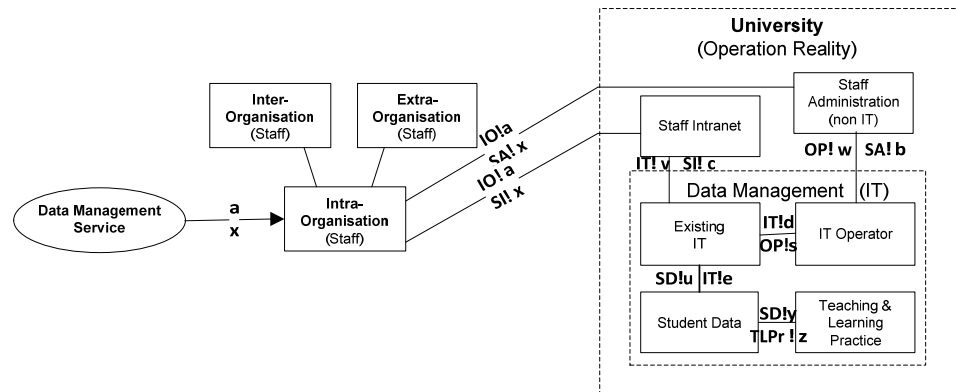 University
(Operation Reality)
Inter-
Organisation
(Staff)
Extra-
Organisation
(Staff)
Staff
Administration
(non IT)
Staff Intranet
IO!a
SA! x
IO! a
SI! x
OP! w SA! b
IT! v SI! c
Data Management (IT)
Data Management
Service
a
x
Intra-
Organisation
(Staff)
Existing
IT
IT!d
OP!s
IT Operator
SD!u IT!e
Student Data
SD!y
TLPr ! z
Teaching &
Learning
Practice